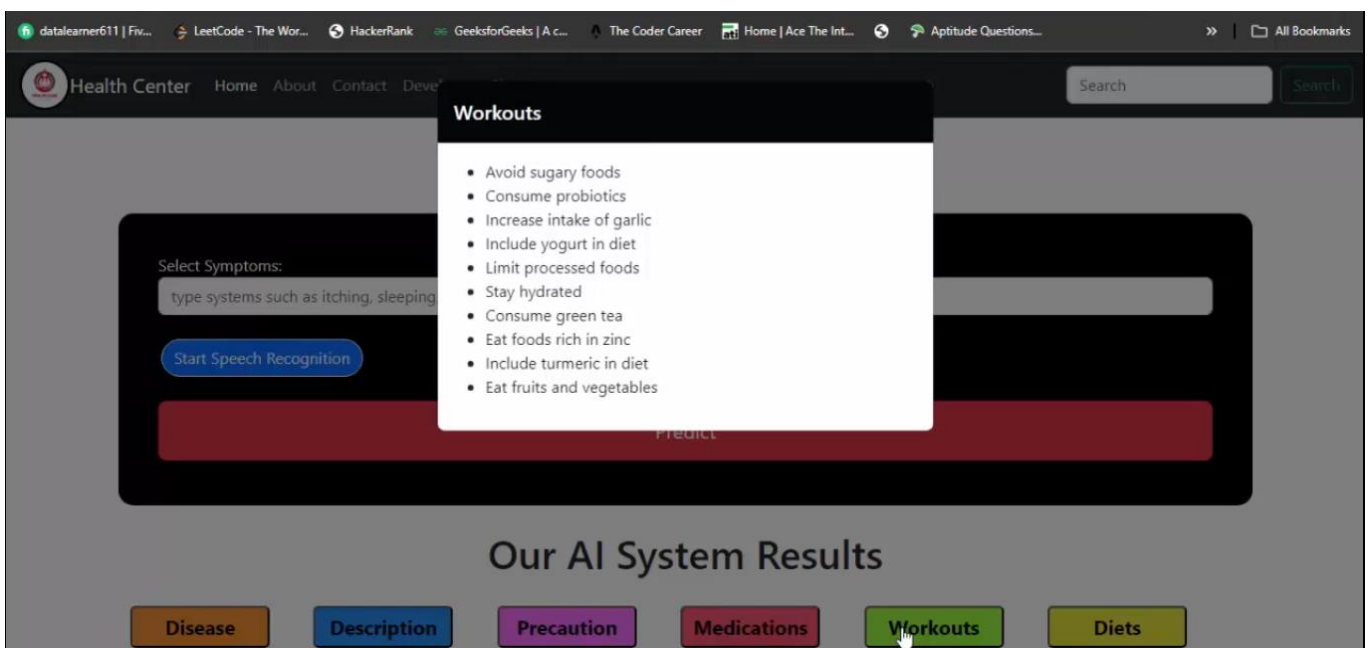 datalearner611 | Fiv... LeetCode - The Wor... HackerRank GeeksforGeeks | A c... The Coder Career Home | Ace The Int... Aptitude Questions... » All Bookmarks
Health Center Home About Contact Search Search
Workouts
• Avoid sugary foods
• Consume probiotics
• Increase intake of garlic
• Include yogurt in diet
• Limit processed foods
• Stay hydrated
• Consume green tea
• Eat foods rich in zinc
• Include turmeric in diet
• Eat fruits and vegetables
Select Symptoms:
type systems such as itching, sleeping
Start Speech Recognition
Predict
Our AI System Results
Disease Description Precaution Medications Workouts Diets